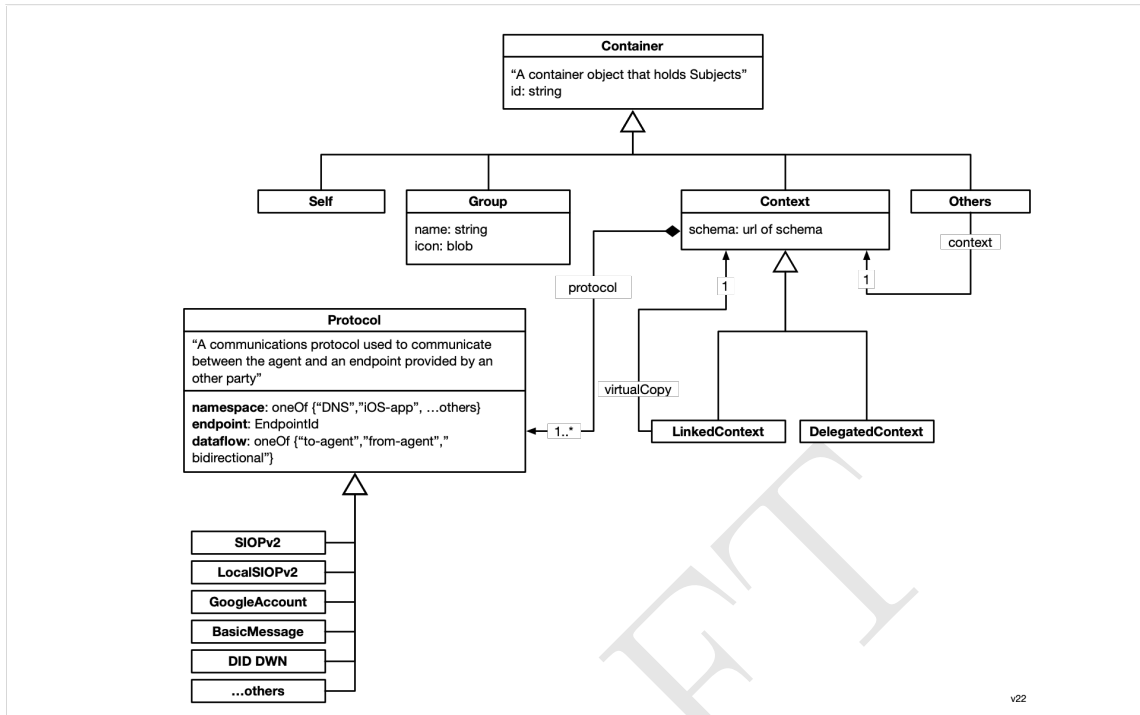 Container
“A container object that holds Subjects”
id: string
Self
Group
name: string
icon: blob
Context
schema: url of schema
Others
context
1
1
protocol
virtualCopy
1..*
Protocol
“A communications protocol used to communicate
between the agent and an endpoint provided by an
other party”
namespace: oneOf {“DNS”,”iOS-app”, …others}
endpoint: EndpointId
dataflow: oneOf {“to-agent”,”from-agent”,”
bidirectional”}
LinkedContext
DelegatedContext
SIOPv2
LocalSIOPv2
GoogleAccount
BasicMessage
DID DWN
…others
FT
v22